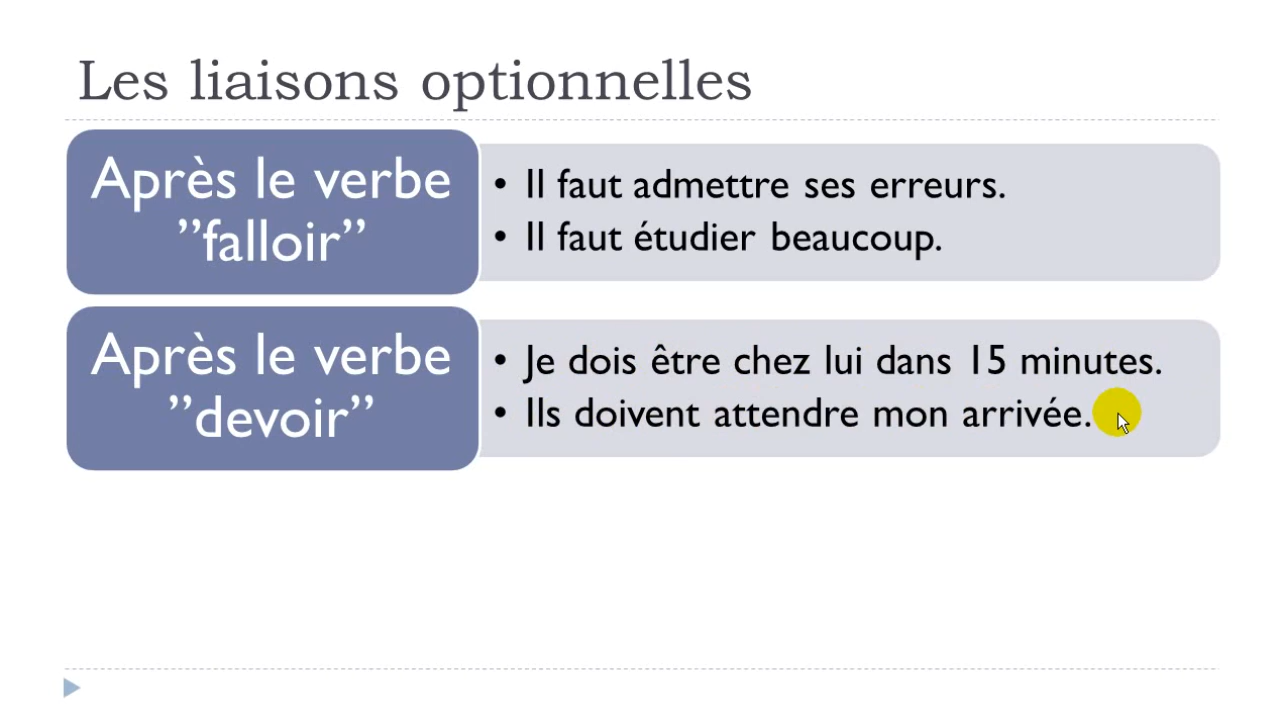 Les liaisons optionnelles
Après le verbe
”falloir”
• Il faut admettre ses erreurs.
• Il faut étudier beaucoup.
Après le verbe
”devoir”
• Je dois être chez lui dans 15 minutes.
• Ils doivent attendre mon arrivée.